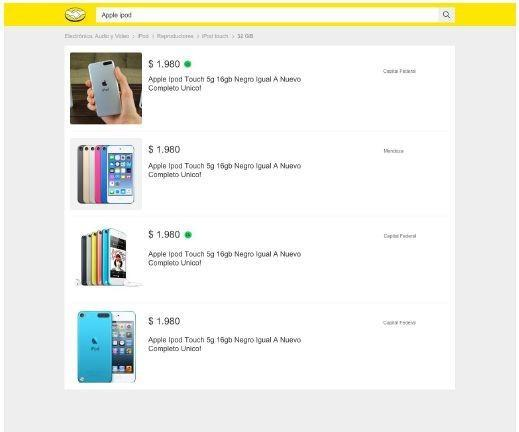 Apple ipod
Electrónica, Audio y Video > iPod > Reproductores > iPod touch > 32 GB
$ 1.980
Apple Ipod Touch 5g 16gb Negro Igual A Nuevo
Completo Unico!
Capital Federal
$ 1.980
Apple Ipod Touch 5g 16gb Negro Igual A Nuevo
Completo Unico!
Mendoza
$ 1.980
Apple Ipod Touch 5g 16gb Negro Igual A Nuevo
Completo Unico!
Capital Federal
$ 1.980
Apple Ipod Touch 5g 16gb Negro Igual A Nuevo
Completo Unico!
Capital Federal
iPod
iPod